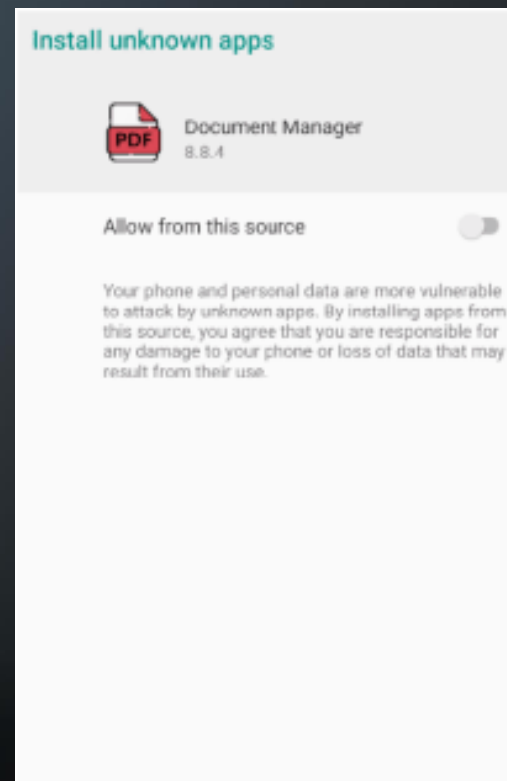 Install unknown apps
PDF
Document Manager
8.8.4
Allow from this source
Your phone and personal data are more vulnerable
to attack by unknown apps. By installing apps from
this source, you agree that you are responsible for
any damage to your phone or loss of data that may
result from their use.